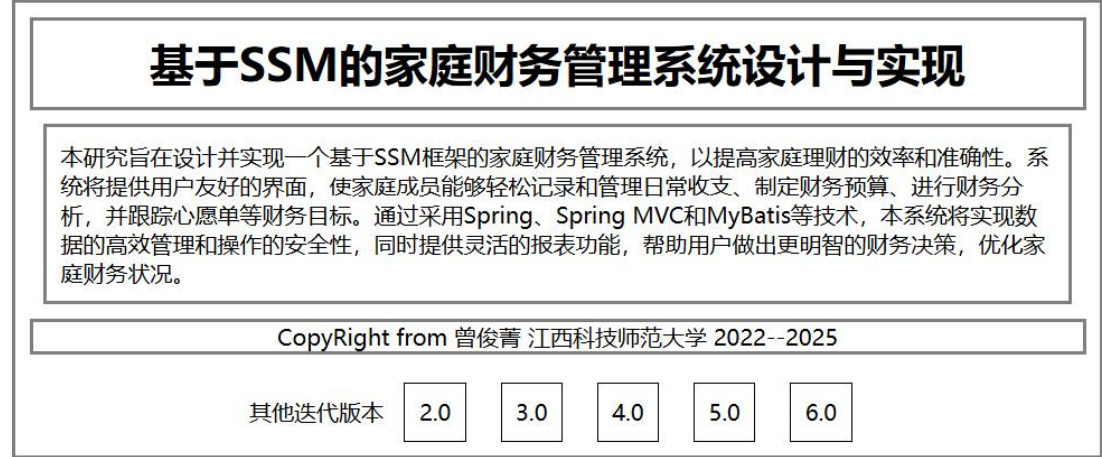 基于SSM的家庭财务管理系统设计与实现
本研究旨在设计并实现一个基于SSM框架的家庭财务管理系统，以提高家庭理财的效率和准确性。系
统将提供用户友好的界面，使家庭成员能够轻松记录和管理日常收支、制定财务预算、进行财务分
析，并跟踪心愿单等财务目标。通过采用Spring、Spring MVC和MyBatis等技术，本系统将实现数
据的高效管理和操作的安全性，同时提供灵活的报表功能，帮助用户做出更明智的财务决策，优化家
庭财务状况。
CopyRight from 曾俊菁 江西科技师范大学 2022--2025
其他迭代版本 2.0 3.0 4.0 5.0 6.0